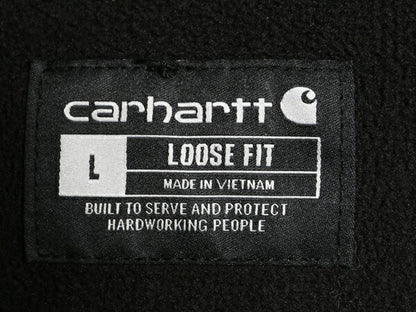 carhartt
L LOOSE FIT
MADE IN VIETNAM
BUILT TO SERVE AND PROTECT
HARDWORKING PEOPLE